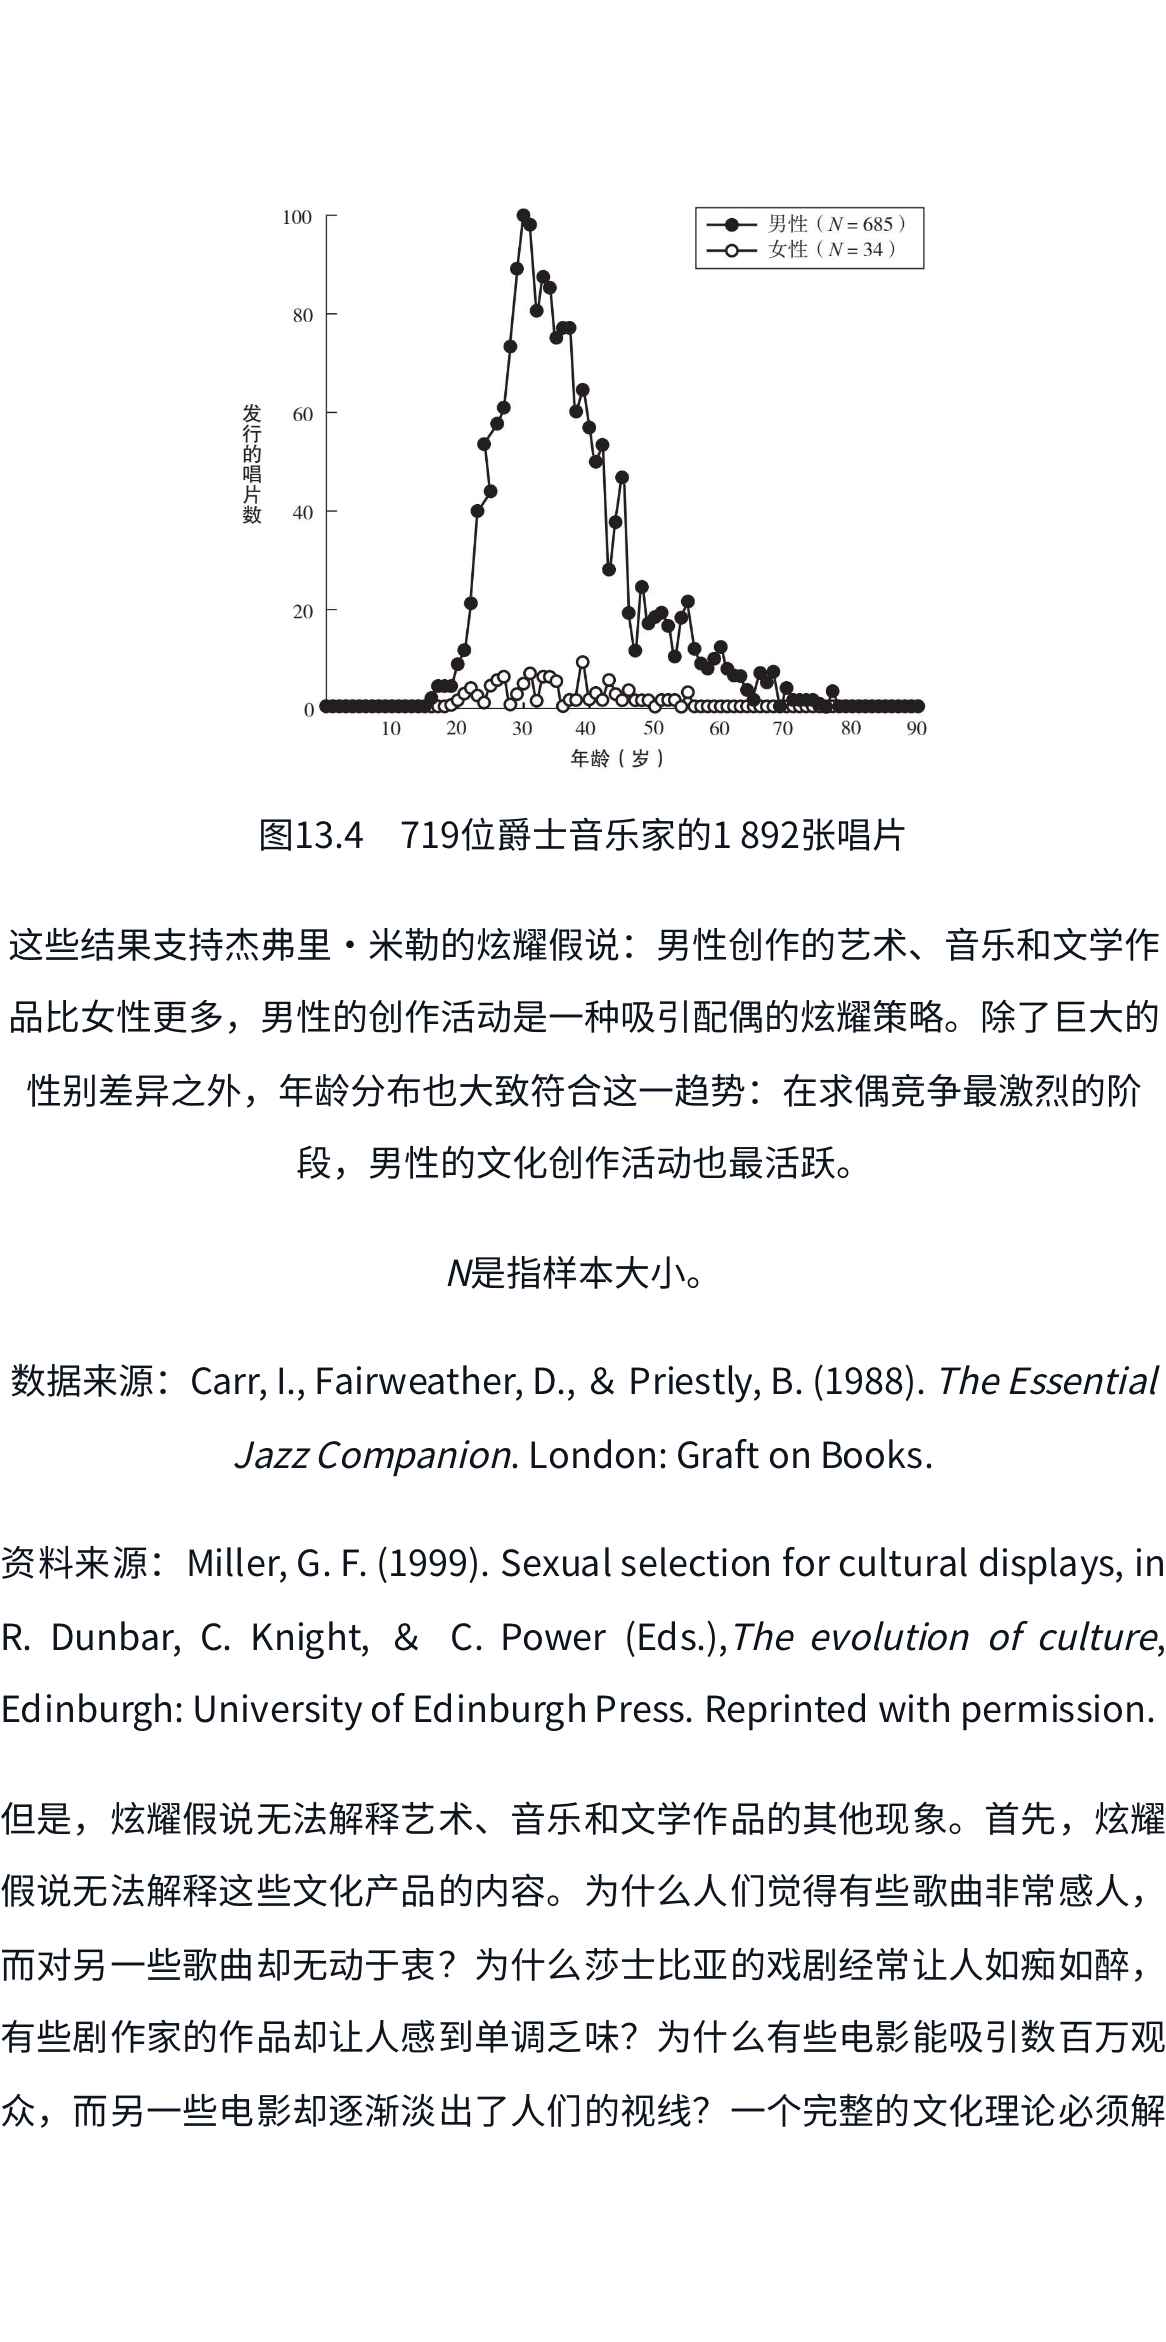 100
80
60
40
20
0
发行的唱片数
男性（N = 685）
女性（N = 34）
10 20 30 40 50 60 70 80 90
年龄（岁）
图13.4　719位爵士音乐家的1 892张唱片
这些结果支持杰弗里·米勒的炫耀假说：男性创作的艺术、音乐和文学作
品比女性更多，男性的创作活动是一种吸引配偶的炫耀策略。除了巨大的
性别差异之外，年龄分布也大致符合这一趋势：在求偶竞争最激烈的阶
段，男性的文化创作活动也最活跃。
N是指样本大小。
数据来源：Carr, I., Fairweather, D., & Priestly, B. (1988). The Essential
Jazz Companion. London: Graft on Books.
资料来源：Miller, G. F. (1999). Sexual selection for cultural displays, in
R. Dunbar, C. Knight, & C. Power (Eds.),The evolution of culture,
Edinburgh: University of Edinburgh Press. Reprinted with permission.
但是，炫耀假说无法解释艺术、音乐和文学作品的其他现象。首先，炫耀
假说无法解释这些文化产品的内容。为什么人们觉得有些歌曲非常感人，
而对另一些歌曲却无动于衷？为什么莎士比亚的戏剧经常让人如痴如醉，
有些剧作家的作品却让人感到单调乏味？为什么有些电影能吸引数百万观
众，而另一些电影却逐渐淡出了人们的视线？一个完整的文化理论必须解